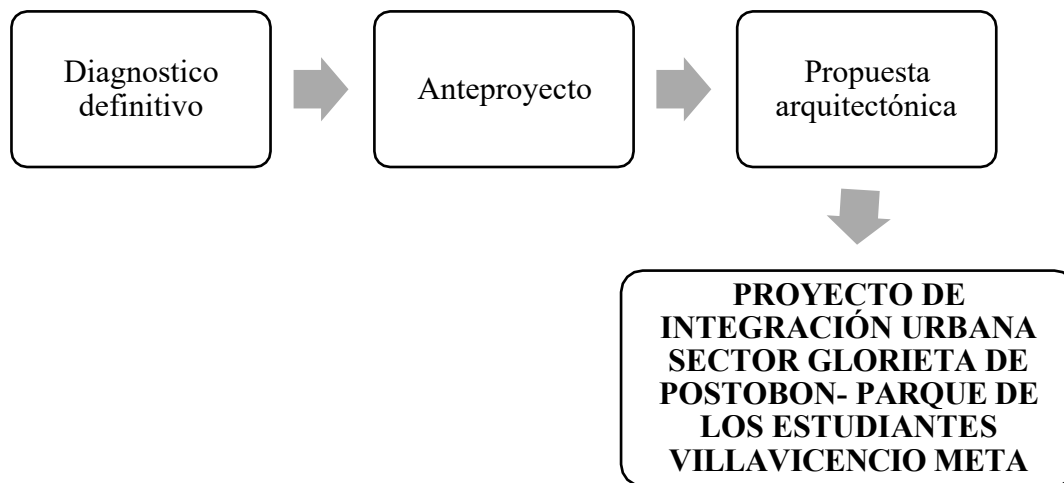 Diagnostico
definitivo
Anteproyecto
Propuesta
arquitectónica
PROYECTO DE
INTEGRACIÓN URBANA
SECTOR GLORIETA DE
POSTOBON- PARQUE DE
LOS ESTUDIANTES
VILLAVICENCIO META